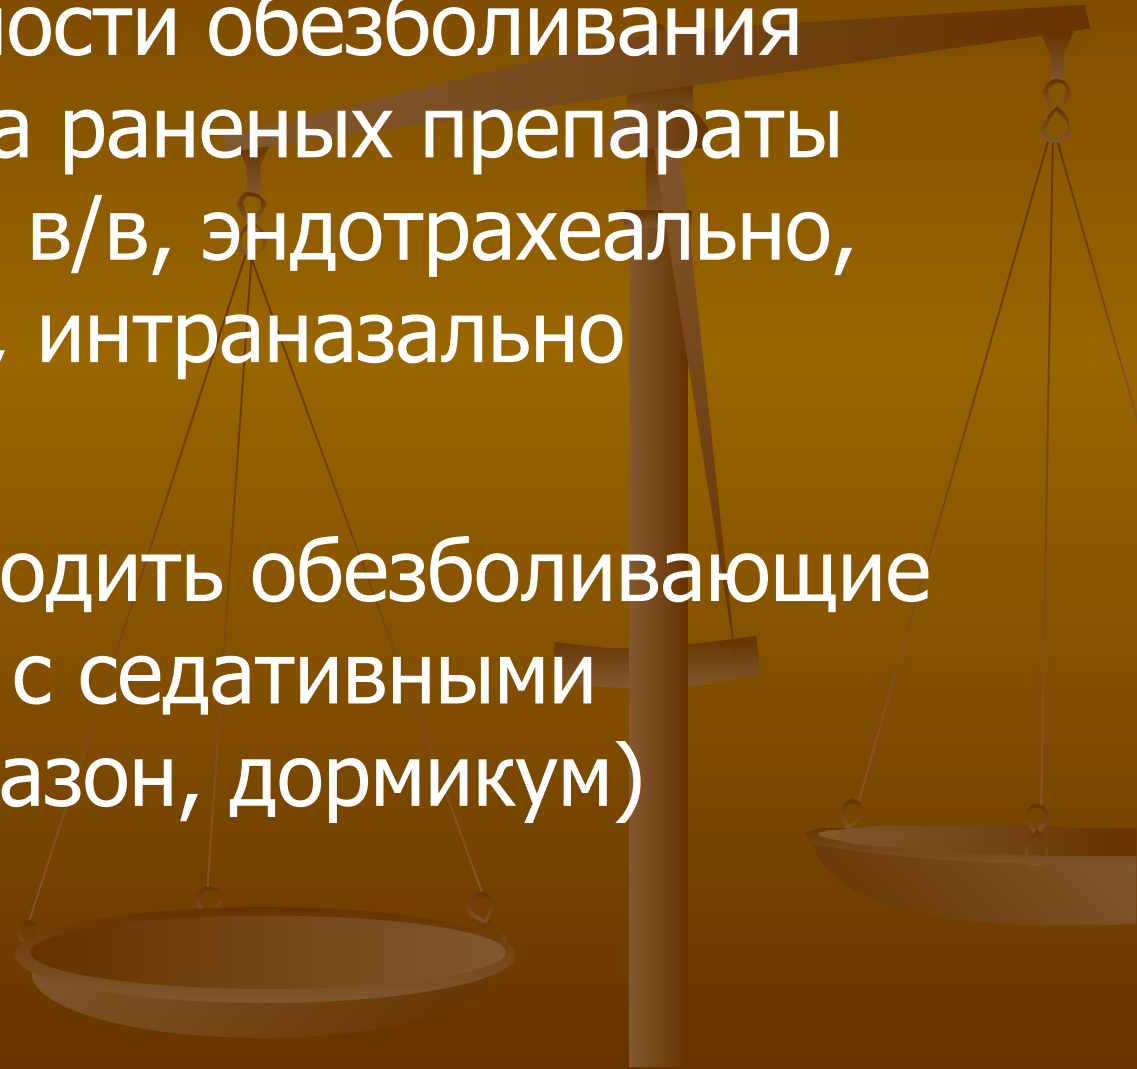 ности обезболивания
а раненых препараты
в/в, эндотрахеально,
, интраназально
одить обезболивающие
с седативными
азон, дормикум)